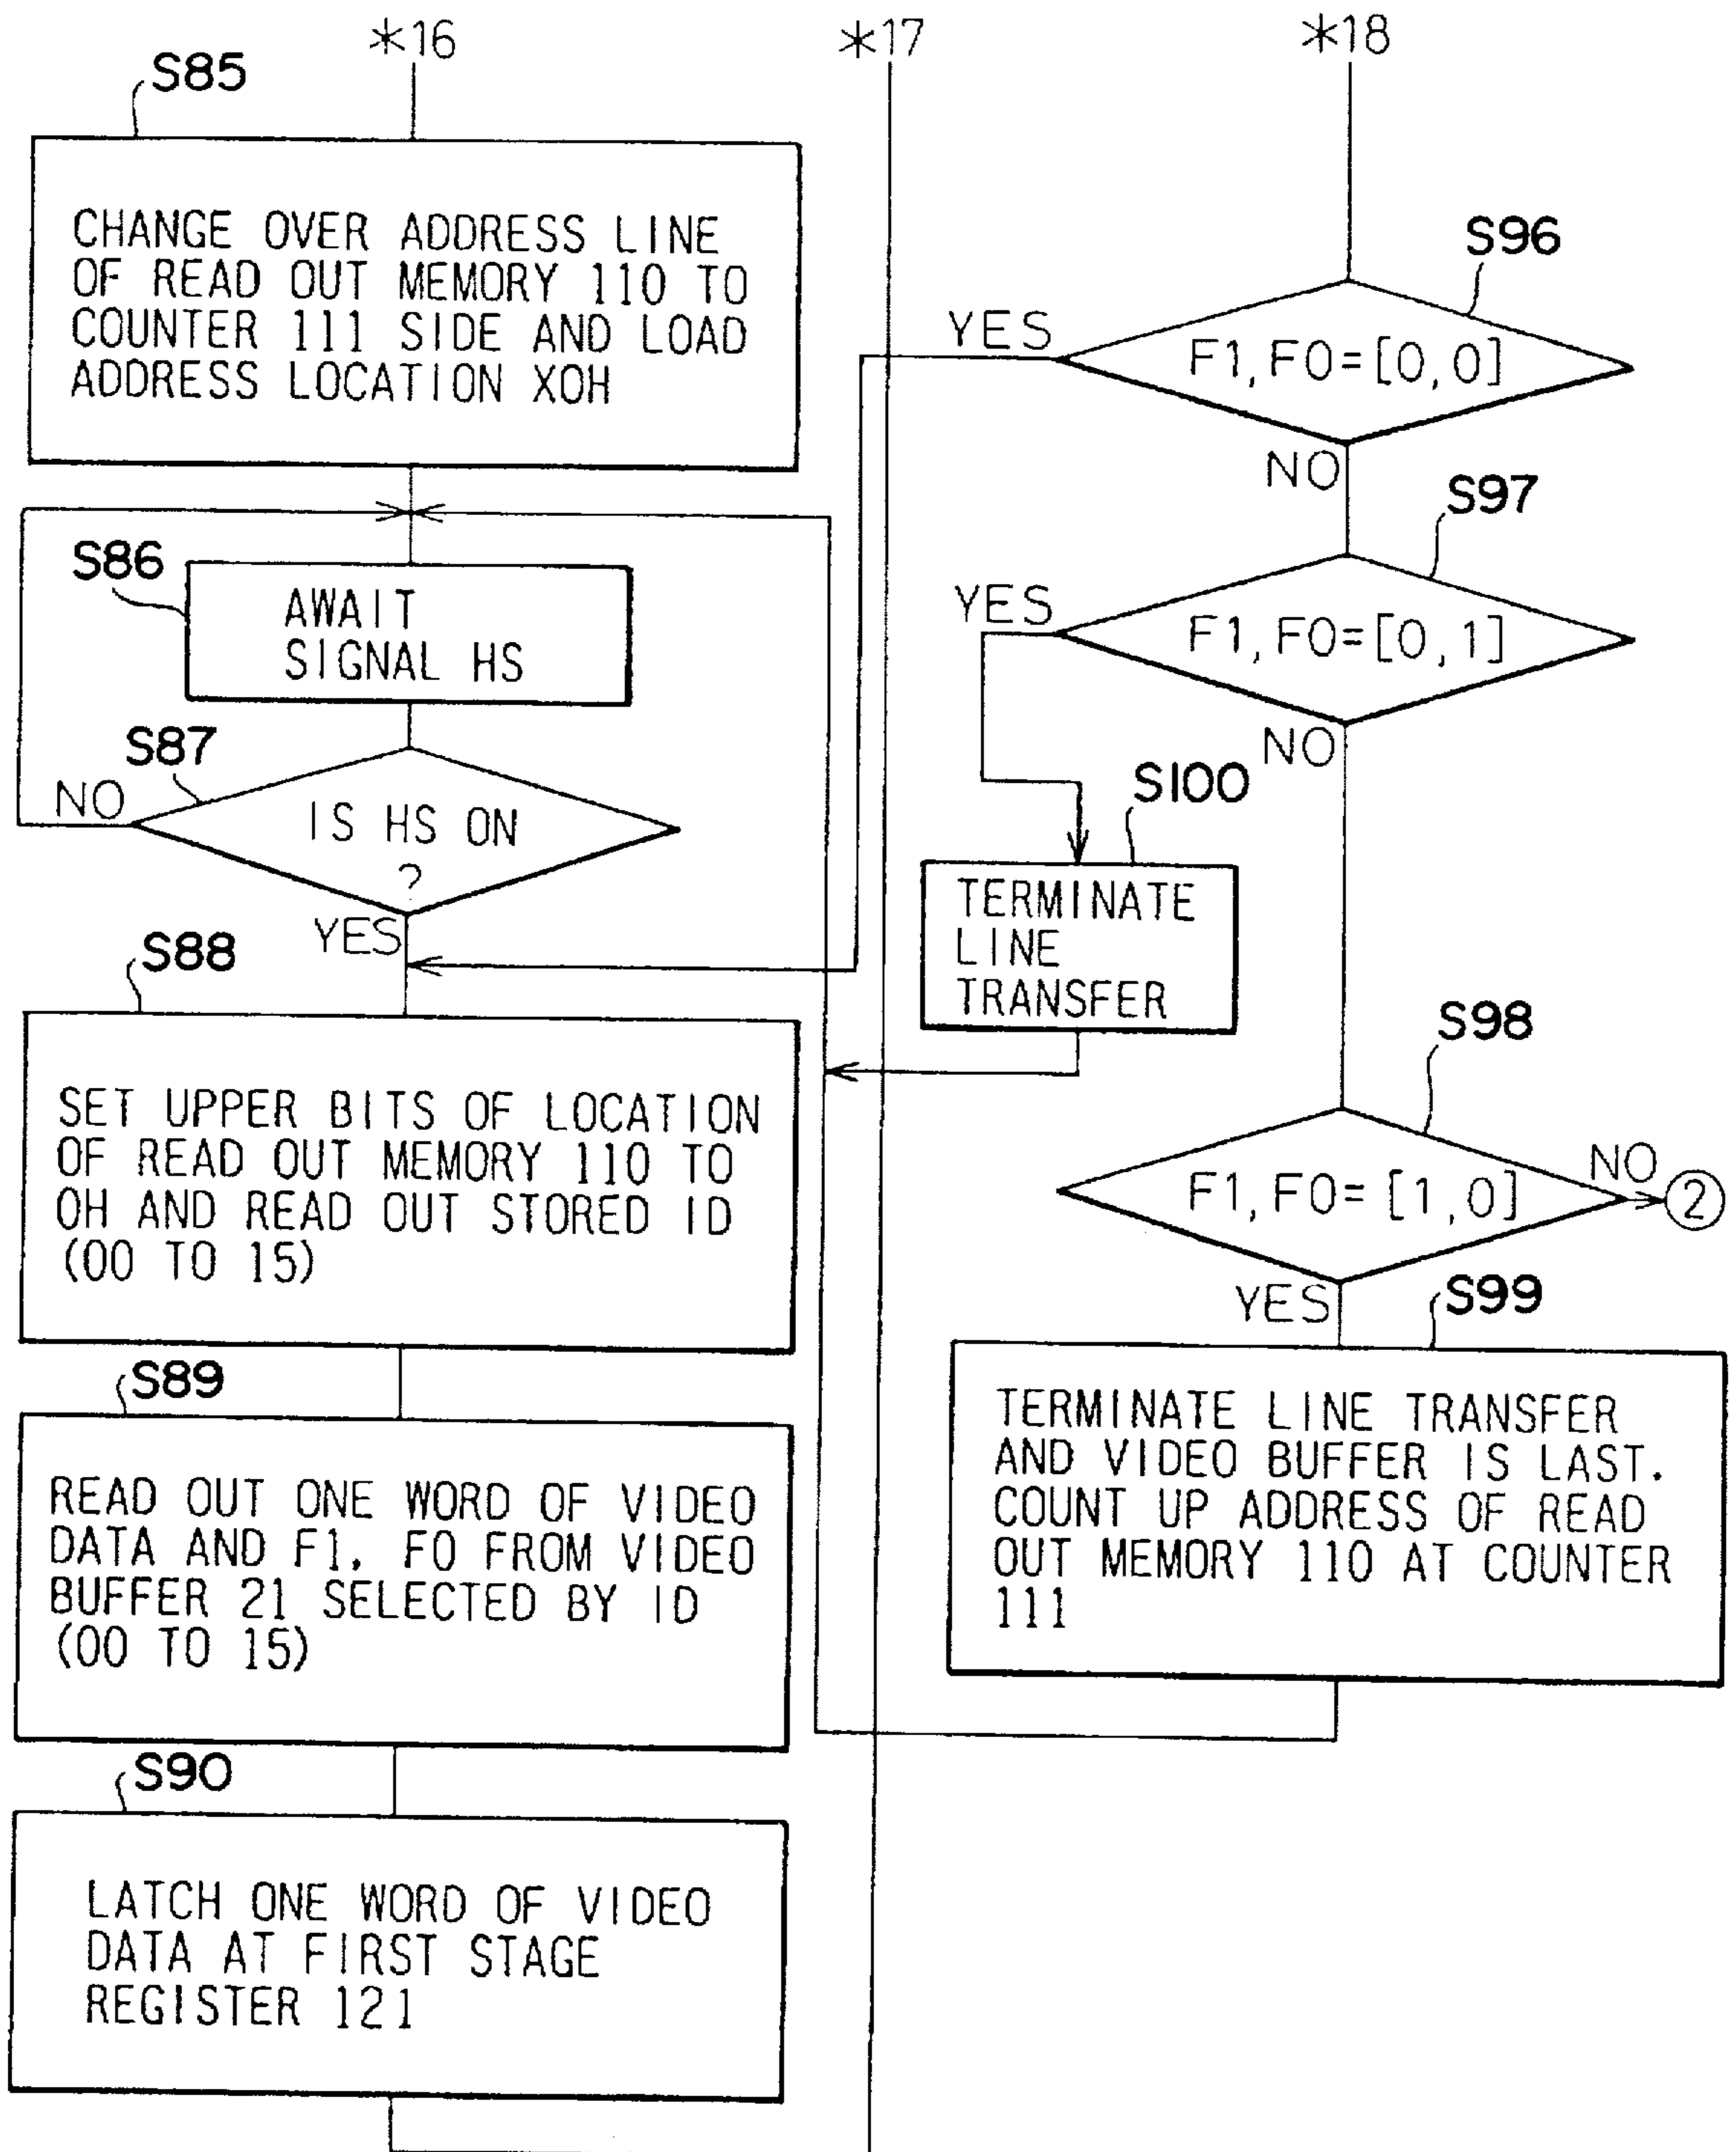 *16
*17
*18
S85
CHANGE OVER ADDRESS LINE
OF READ OUT MEMORY 110 TO
COUNTER 111 SIDE AND LOAD
ADDRESS LOCATION X0H
S86
AWAIT
SIGNAL HS
S87
IS HS ON
?
NO
YES
S88
SET UPPER BITS OF LOCATION
OF READ OUT MEMORY 110 TO
0H AND READ OUT STORED ID
(00 TO 15)
S89
READ OUT ONE WORD OF VIDEO
DATA AND F1, F0 FROM VIDEO
BUFFER 21 SELECTED BY ID
(00 TO 15)
S90
LATCH ONE WORD OF VIDEO
DATA AT FIRST STAGE
REGISTER 121
S96
YES
F1, F0=[0, 0]
NO
S97
YES
F1, F0=[0, 1]
NO
S100
TERMINATE
LINE
TRANSFER
S98
F1, F0= [1, 0]
NO
2
YES
S99
TERMINATE LINE TRANSFER
AND VIDEO BUFFER IS LAST.
COUNT UP ADDRESS OF READ
OUT MEMORY 110 AT COUNTER
111